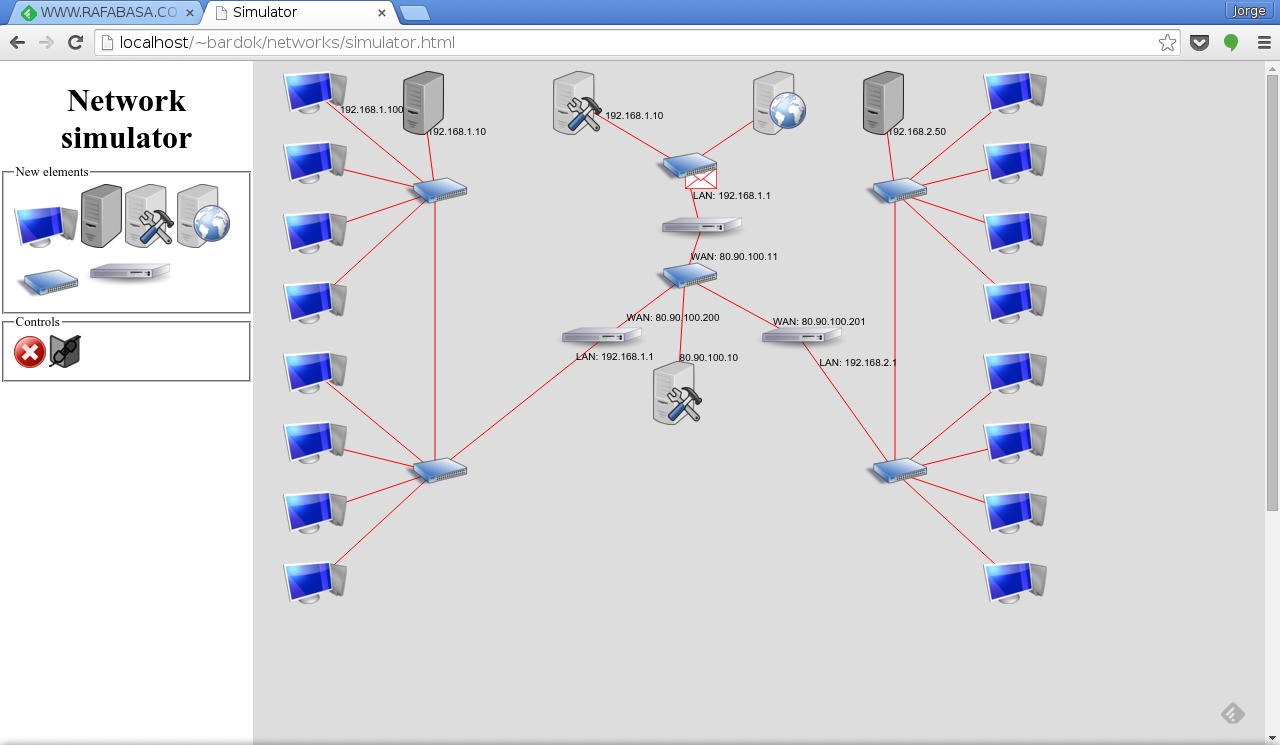 WWW.RAFABASA.CO
Simulator
Jorge
localhost/~bardok/networks/simulator.html
Network
simulator
New elements
Controls
192.168.1.100
192.168.1.10
192.168.1.10
192.168.2.50
LAN: 192.168.1.1
WAN: 80.90.100.11
WAN: 80.90.100.200
WAN: 80.90.100.201
LAN: 192.168.1.1
80.90.100.10
LAN: 192.168.2.1